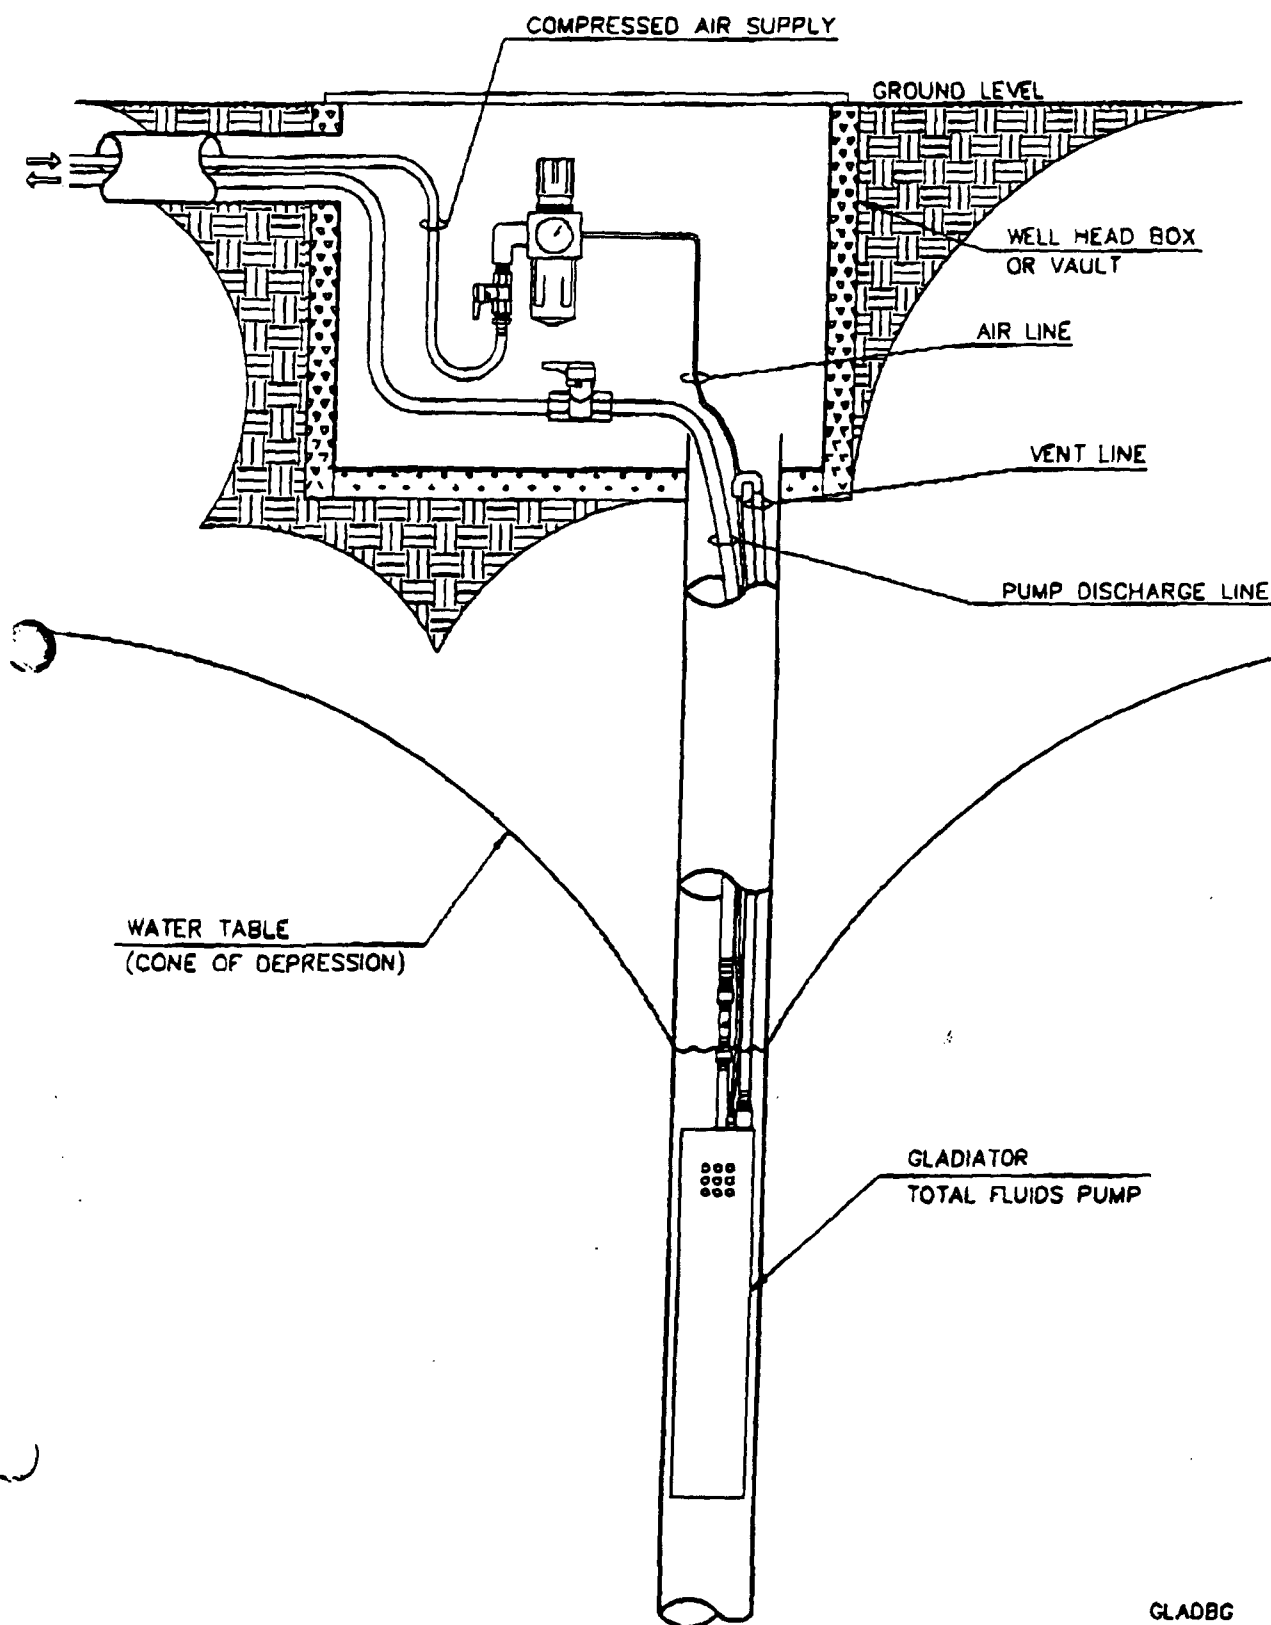 COMPRESSED AIR SUPPLY
GROUND LEVEL
WELL HEAD BOX
OR VAULT
AIR LINE
VENT LINE
PUMP DISCHARGE LINE
WATER TABLE
(CONE OF DEPRESSION)
GLADIATOR
TOTAL FLUIDS PUMP
GLADBG